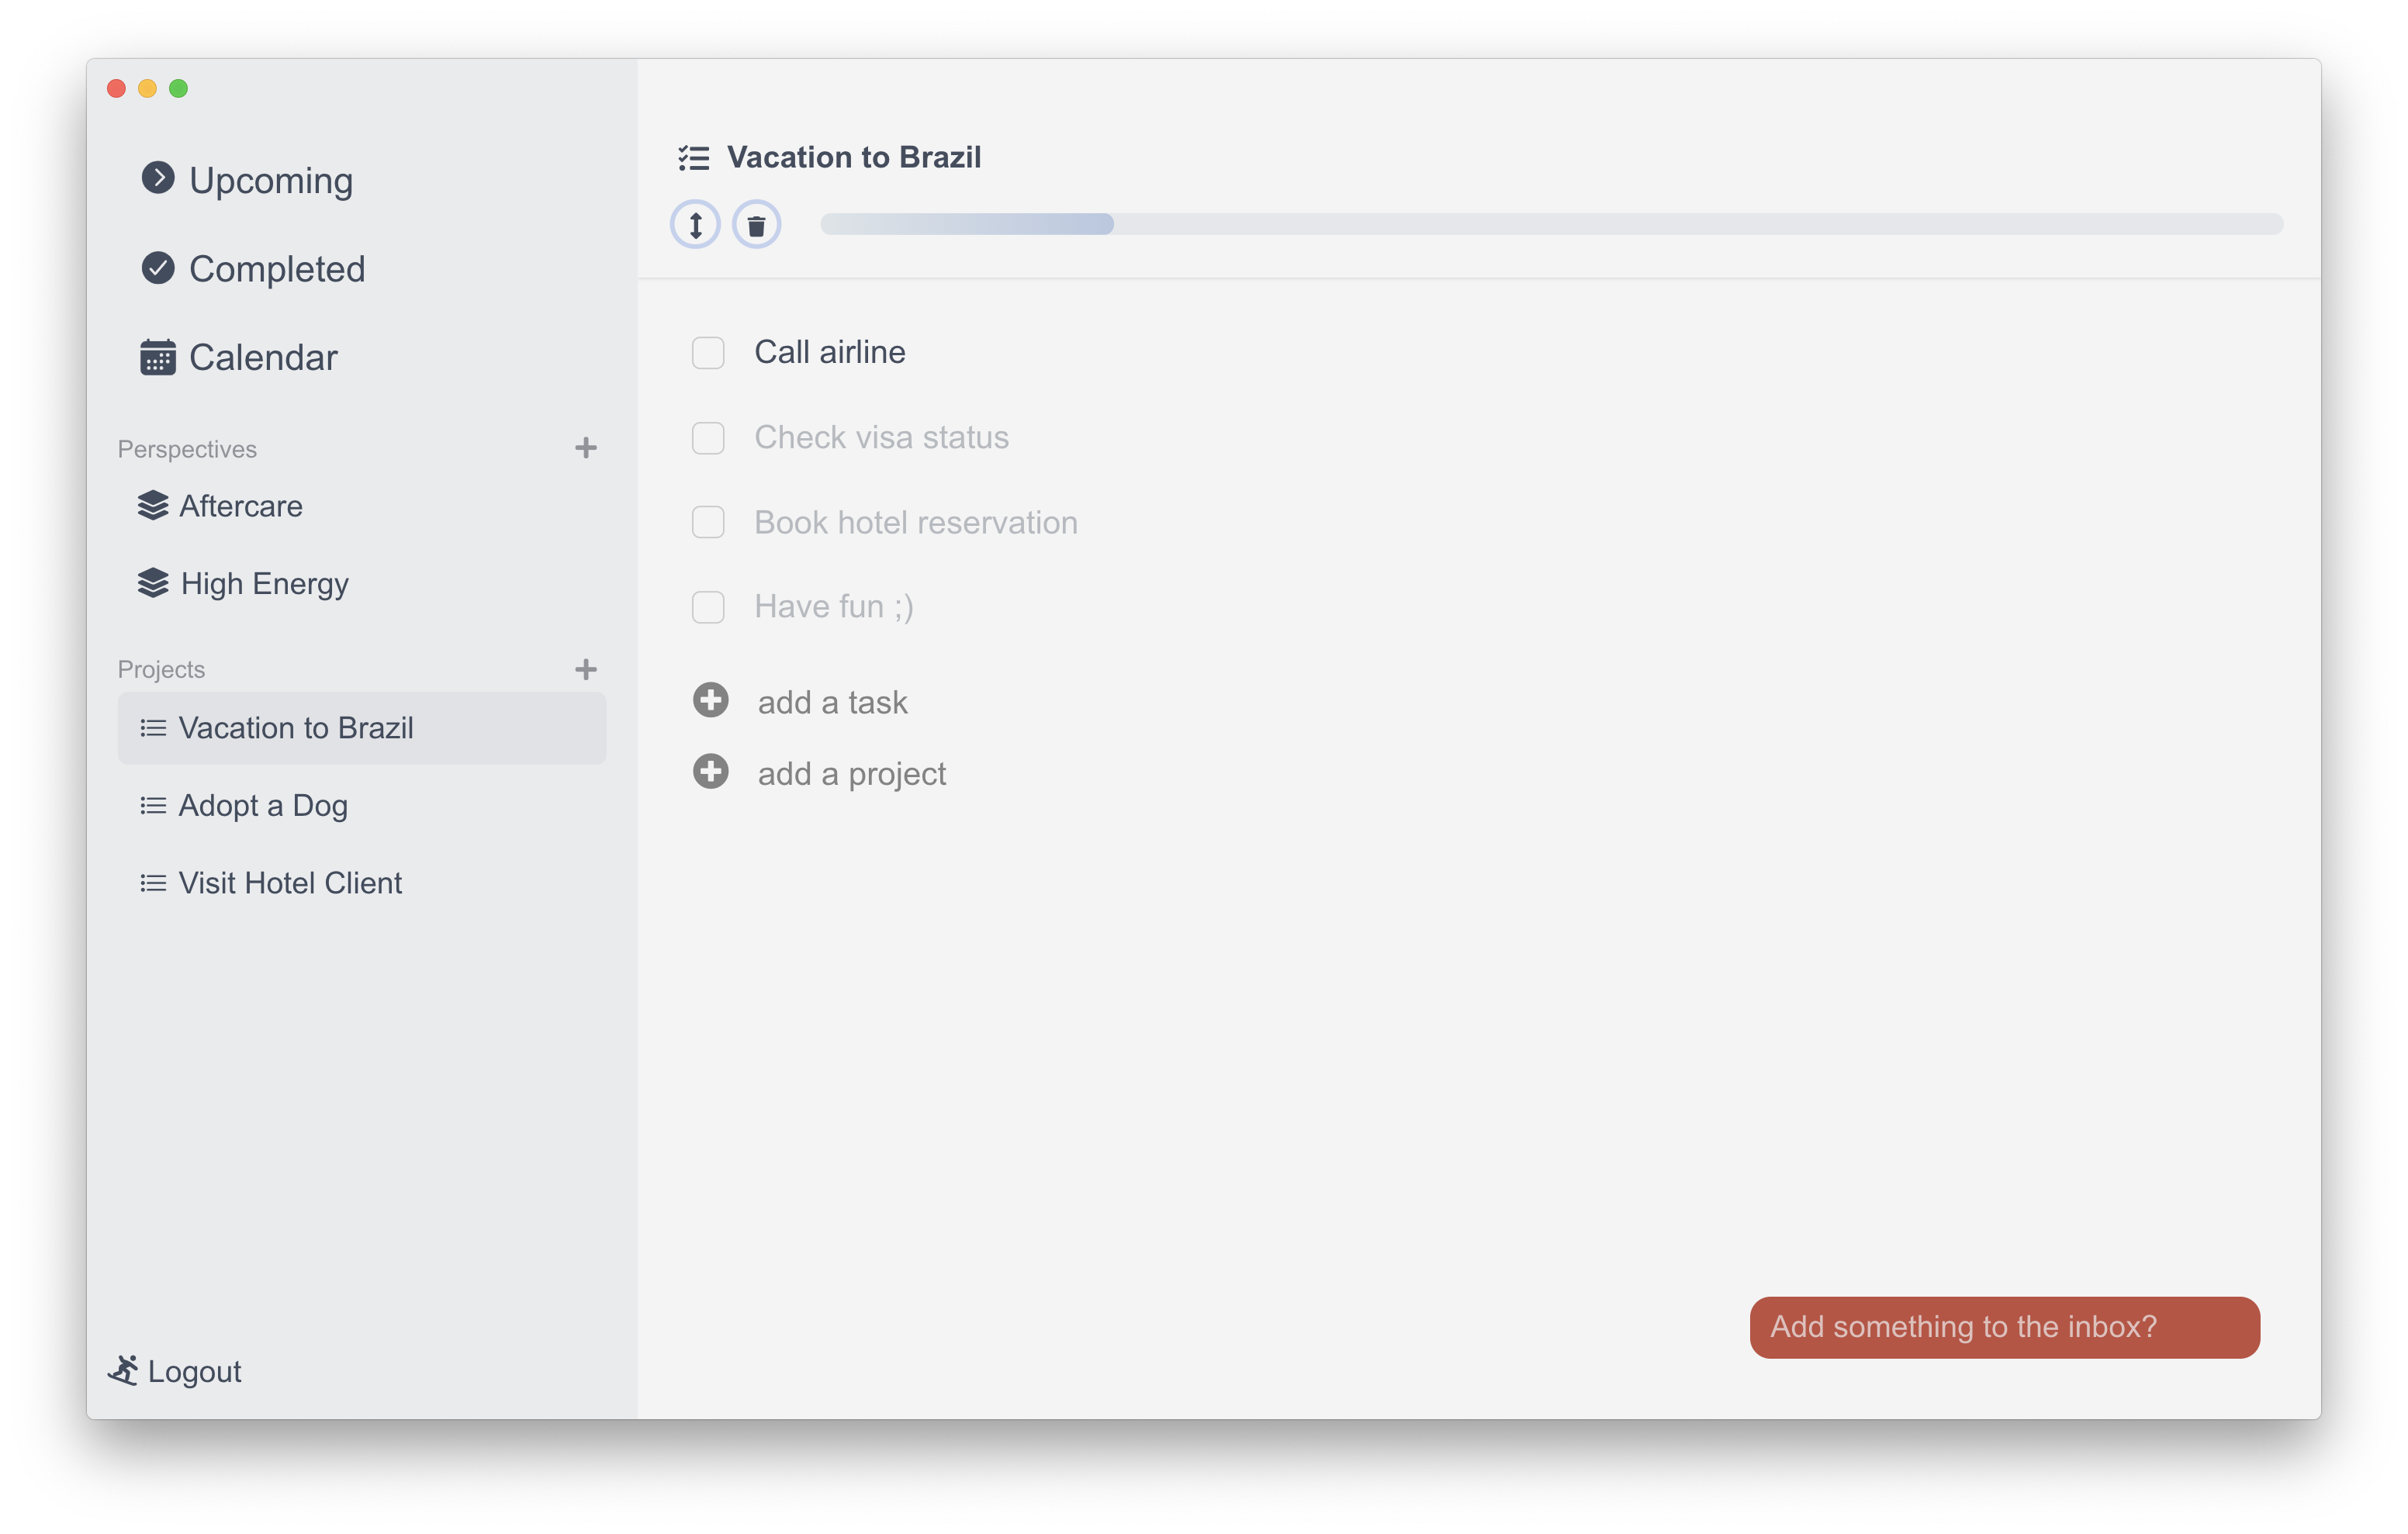 Upcoming
Completed
Calendar
Perspectives
Aftercare
High Energy
Projects
Vacation to Brazil
Adopt a Dog
Visit Hotel Client
Logout
Vacation to Brazil
Call airline
Check visa status
Book hotel reservation
Have fun ;)
add a task
add a project
Add something to the inbox?